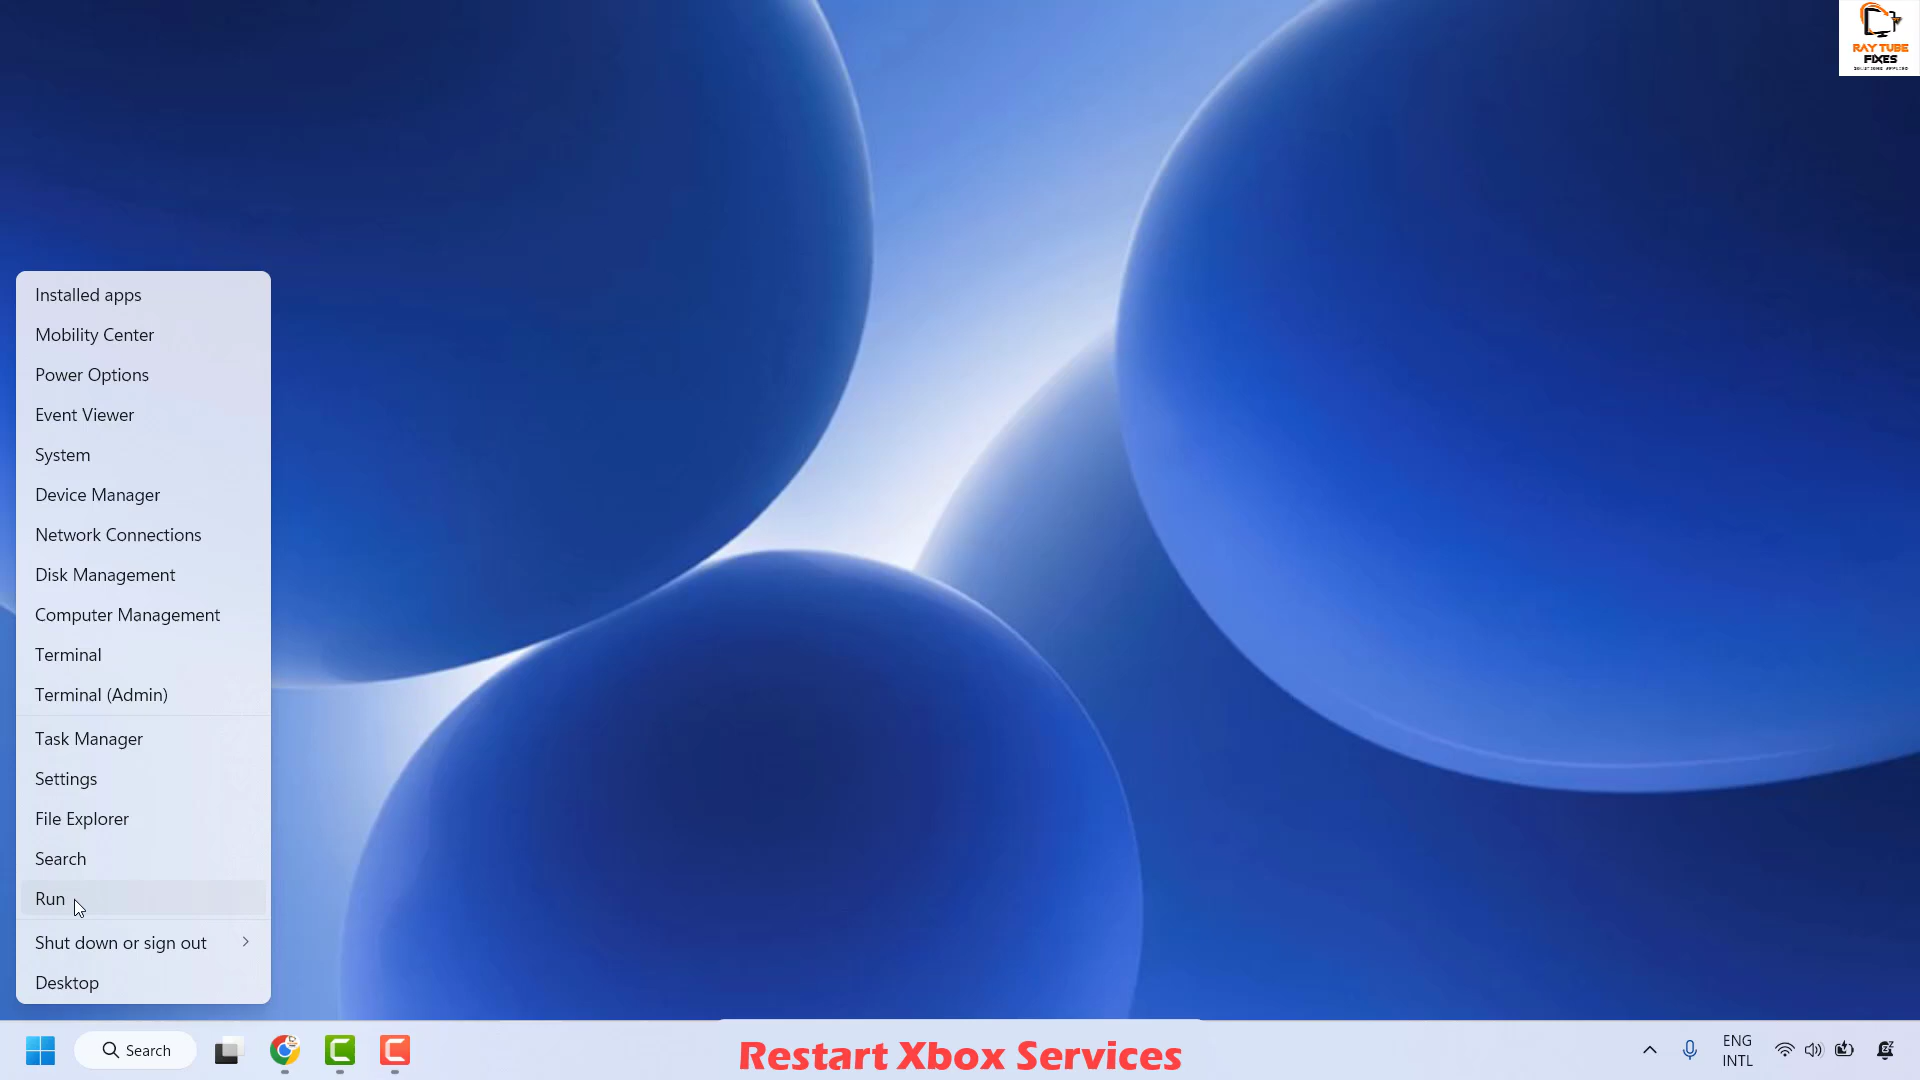 RAY TUBE
FIXES
Installed apps
Mobility Center
Power Options
Event Viewer
System
Device Manager
Network Connections
Disk Management
Computer Management
Terminal
Terminal (Admin)
Task Manager
Settings
File Explorer
Search
Run
Shut down or sign out
Desktop
Search
Restart Xbox Services
ENG
INTL